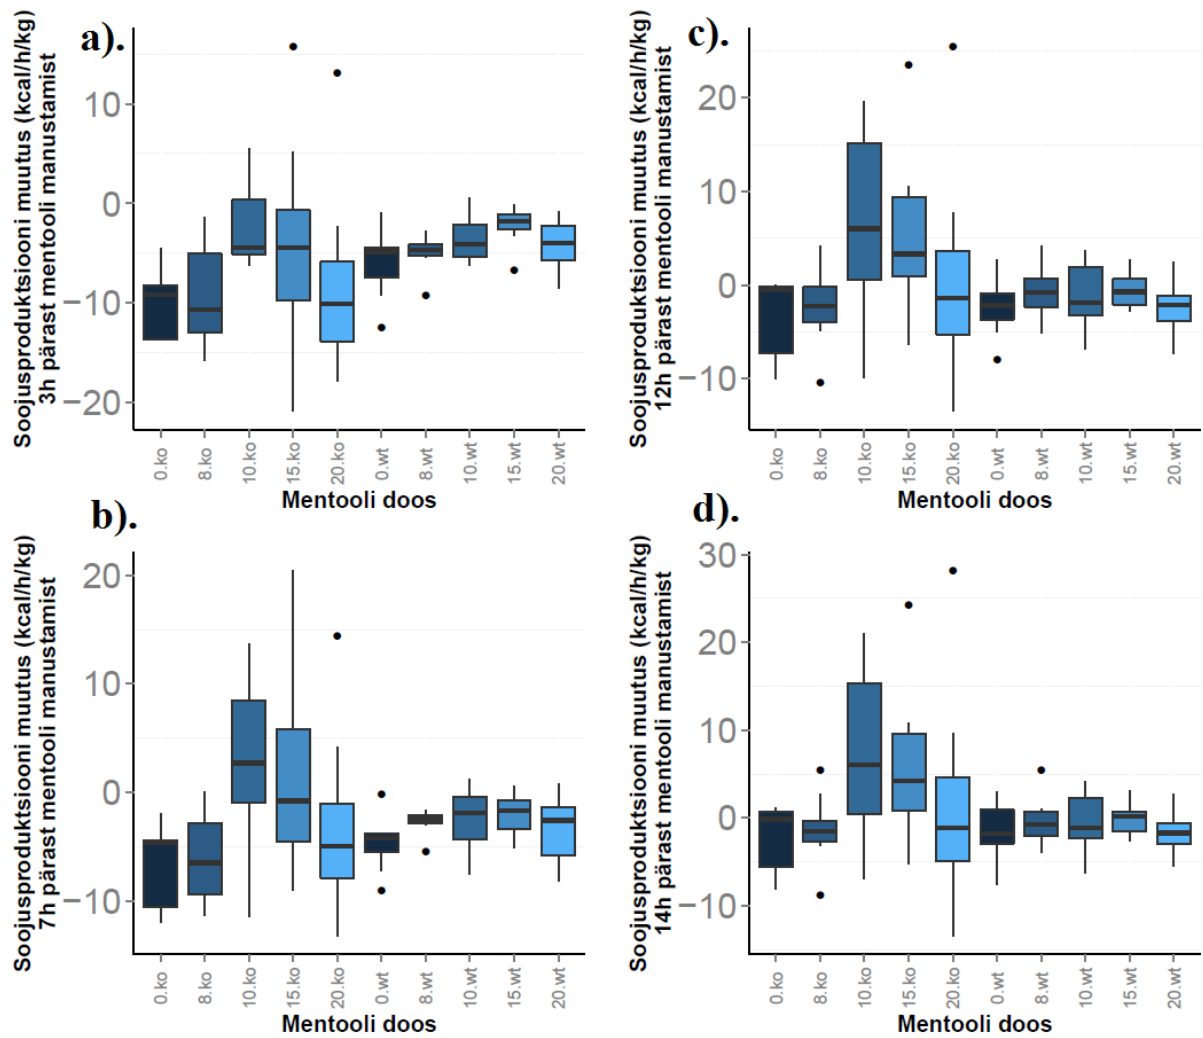 a).
Soojusproduktsiooni muutus (kcal/h/kg)
3h pärast mentooli manustamist
10
0
−10
−20
0.ko 8.ko 10.ko 15.ko 20.ko 0.wt 8.wt 10.wt 15.wt 20.wt
Mentooli doos
c).
Soojusproduktsiooni muutus (kcal/h/kg)
12h pärast mentooli manustamist
20
10
0
−10
0.ko 8.ko 10.ko 15.ko 20.ko 0.wt 8.wt 10.wt 15.wt 20.wt
Mentooli doos
b).
Soojusproduktsiooni muutus (kcal/h/kg)
7h pärast mentooli manustamist
20
10
0
−10
0.ko 8.ko 10.ko 15.ko 20.ko 0.wt 8.wt 10.wt 15.wt 20.wt
Mentooli doos
d).
Soojusproduktsiooni muutus (kcal/h/kg)
14h pärast mentooli manustamist
30
20
10
0
−10
0.ko 8.ko 10.ko 15.ko 20.ko 0.wt 8.wt 10.wt 15.wt 20.wt
Mentooli doos